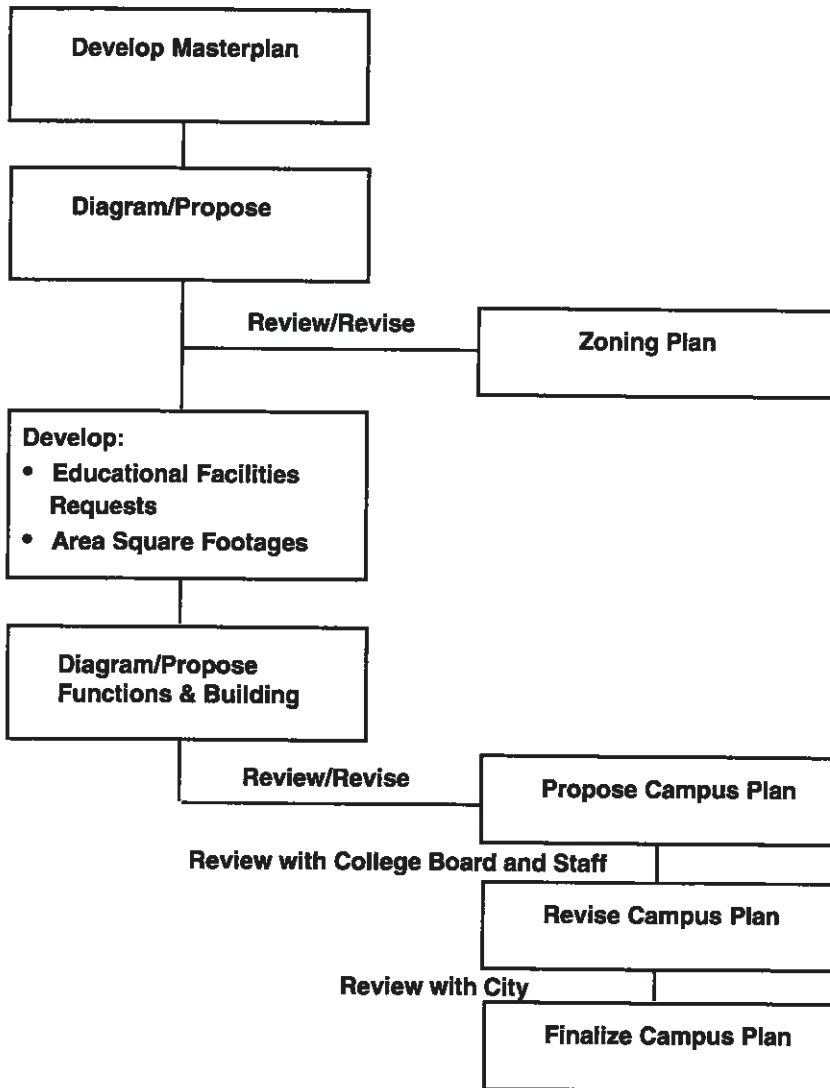 Develop Masterplan
Diagram/Propose
Review/Revise
Zoning Plan
Develop:
• Educational Facilities
Requests
• Area Square Footages
Diagram/Propose
Functions & Building
Review/Revise
Propose Campus Plan
Review with College Board and Staff
Revise Campus Plan
Review with City
Finalize Campus Plan